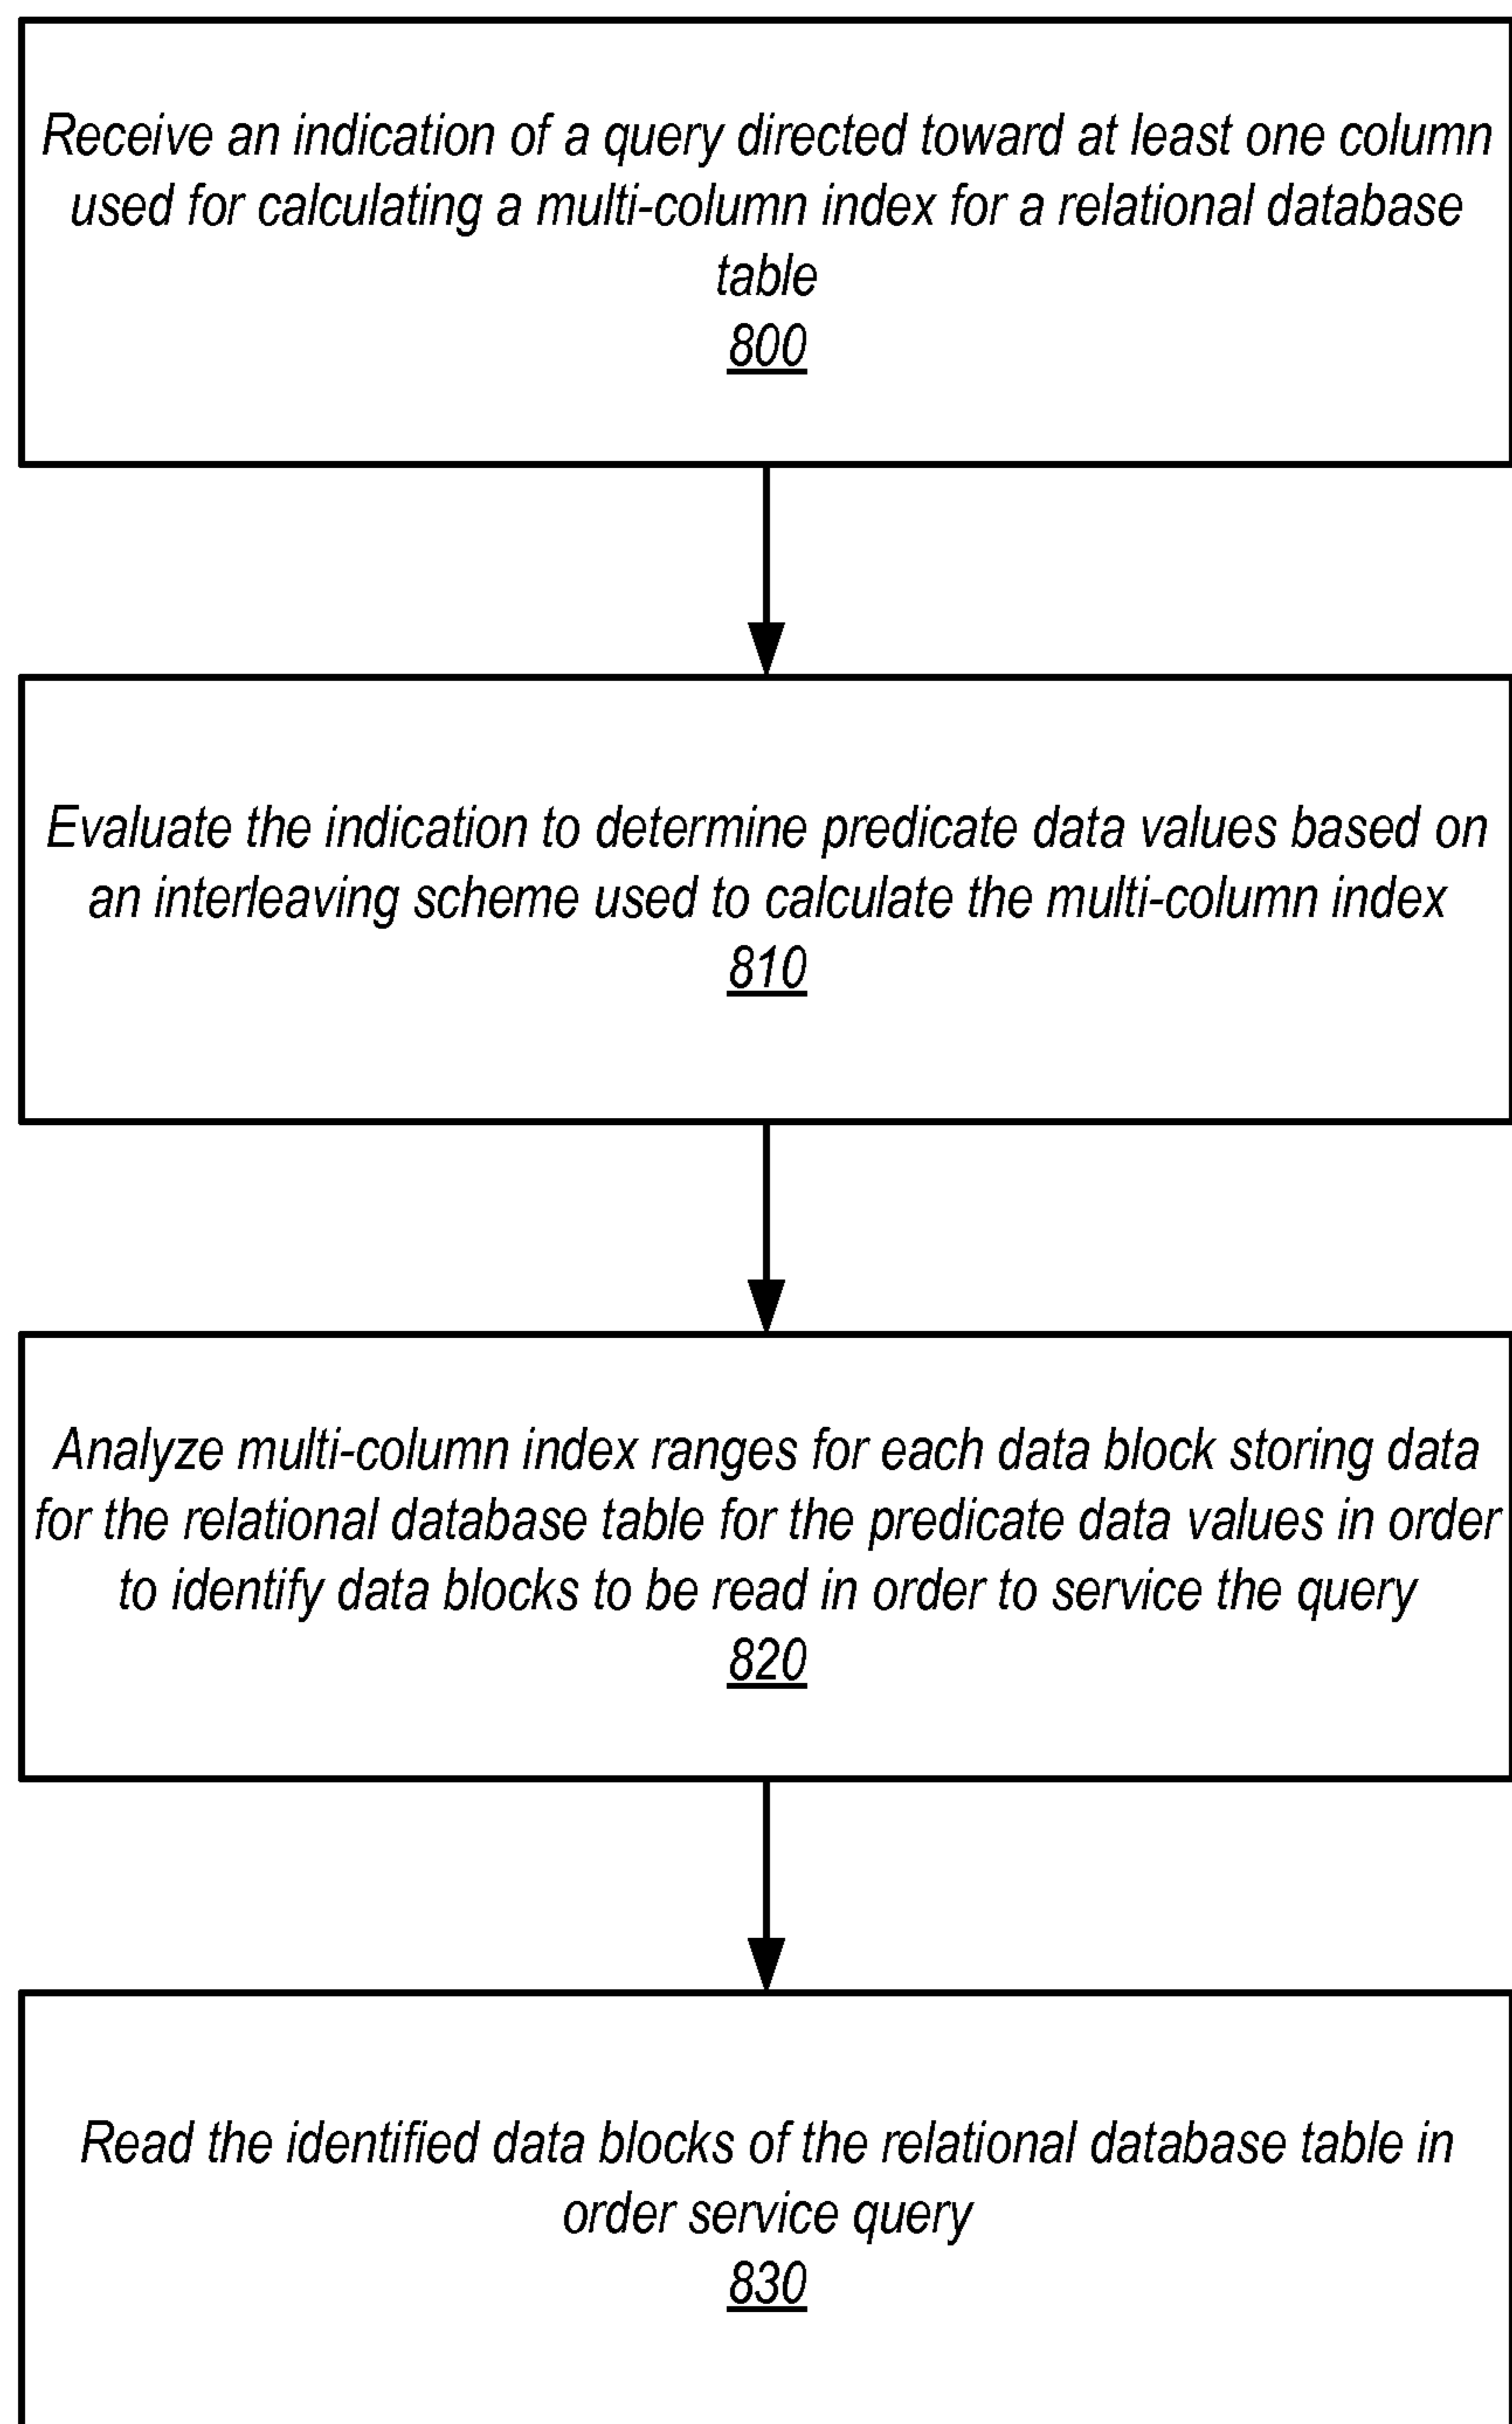 Receive an indication of a query directed toward at least one column
used for calculating a multi-column index for a relational database
table
800
Evaluate the indication to determine predicate data values based on
an interleaving scheme used to calculate the multi-column index
810
Analyze multi-column index ranges for each data block storing data
for the relational database table for the predicate data values in order
to identify data blocks to be read in order to service the query
820
Read the identified data blocks of the relational database table in
order service query
830